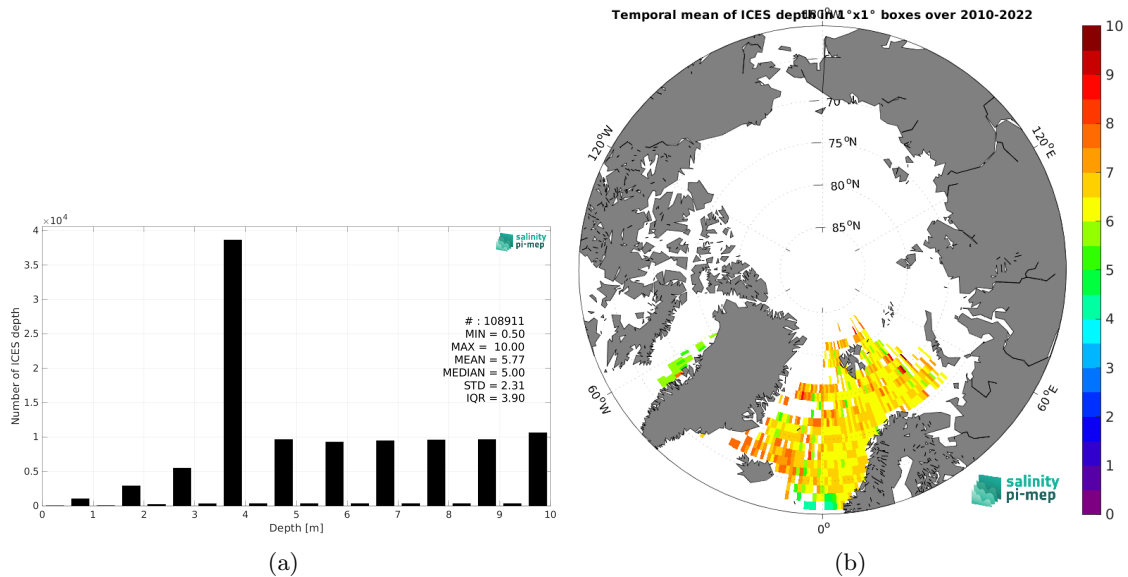 Temporal mean of ICES depth in 1°x1° boxes over 2010-2022
180°W
×10⁴
4
3.5
3
2.5
2
1.5
1
0.5
0
Number of ICES depth
salinity
pi-mep
# : 108911
MIN = 0.50
MAX = 10.00
MEAN = 5.77
MEDIAN = 5.00
STD = 2.31
IQR = 3.90
0 1 2 3 4 5 6 7 8 9 10
Depth [m]
(a)
70
75°N
80°N
85°N
120°W
120°E
60°W
60°E
0°
salinity
pi-mep
10
9
8
7
6
5
4
3
2
1
0
(b)